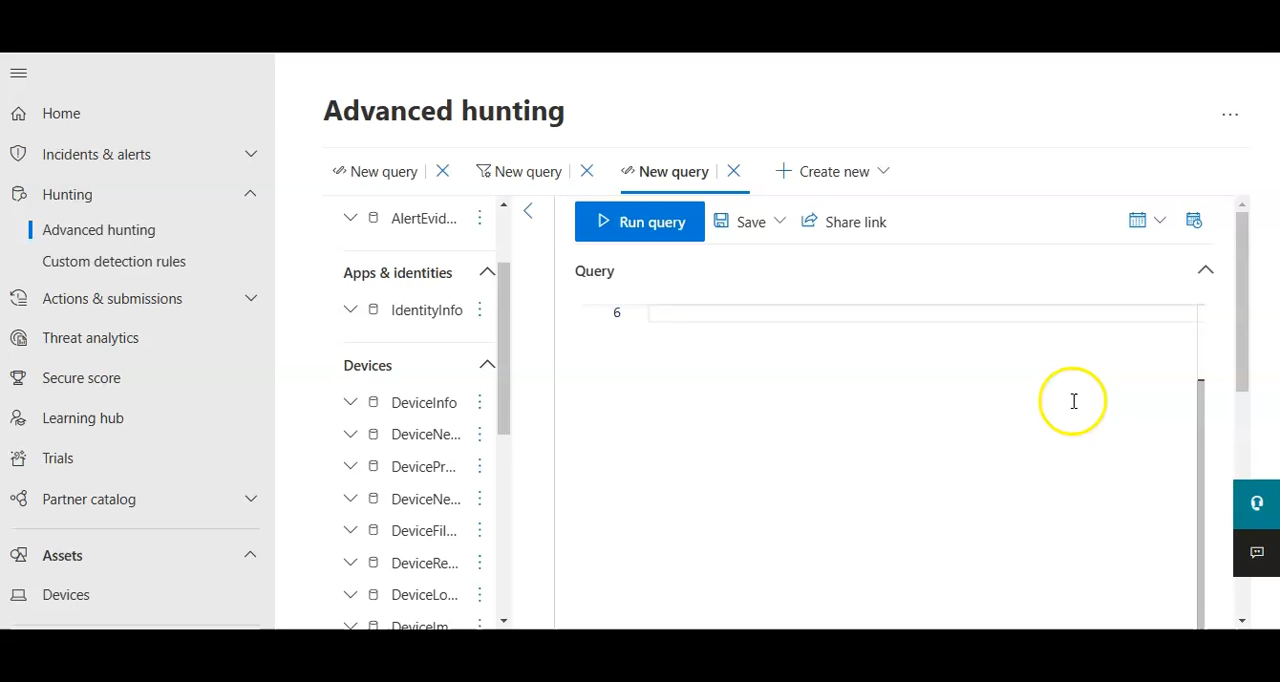 Home
Incidents & alerts
Hunting
Advanced hunting
Custom detection rules
Actions & submissions
Threat analytics
Secure score
Learning hub
Trials
Partner catalog
Assets
Devices
Advanced hunting
New query
New query
New query
Create new
AlertEvid...
Apps & identities
IdentityInfo
Devices
DeviceInfo
DeviceNe...
DevicePr...
DeviceNe...
DeviceFil...
DeviceRe...
DeviceLo...
DeviceIm
Run query
Save
Share link
Query
6